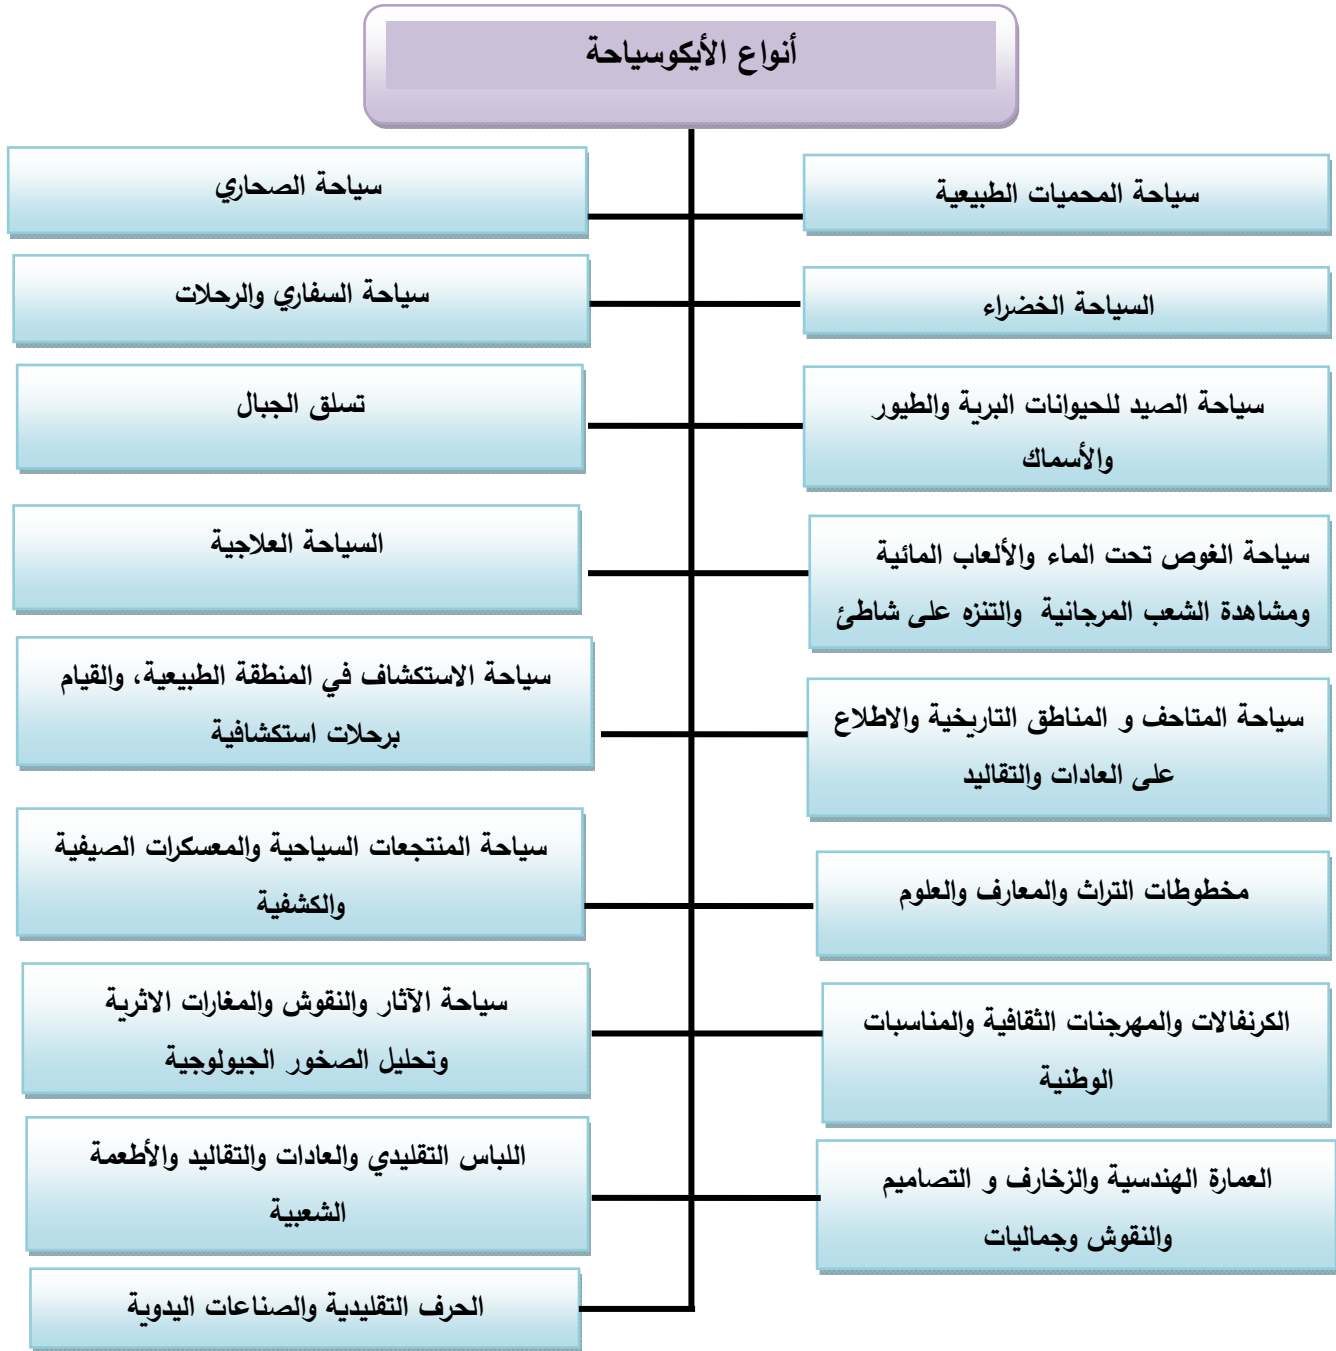 أنواع الأيكوسياحة
سياحة المحميات الطبيعية
سياحة الصحاري
السياحة الخضراء
سياحة السفاري والرحلات
سياحة الصيد للحيوانات البرية والطيور
والأسماك
تسلق الجبال
سياحة الغوص تحت الماء والألعاب المائية
ومشاهدة الشعب المرجانية والتنزه على شاطئ
السياحة العلاجية
سياحة المتاحف و المناطق التاريخية والاطلاع
على العادات والتقاليد
سياحة الاستكشاف في المنطقة الطبيعية، والقيام
برحلات استكشافية
مخطوطات التراث والمعارف والعلوم
سياحة المنتجعات السياحية والمعسكرات الصيفية
والكشفية
الكرنفالات والمهرجنات الثقافية والمناسبات
الوطنية
سياحة الآثار والنقوش والمغارات الاثرية
وتحليل الصخور الجيولوجية
العمارة الهندسية والزخارف و التصاميم
والنقوش وجماليات
اللباس التقليدي والعادات والتقاليد والأطعمة
الشعبية
الحرف التقليدية والصناعات اليدوية